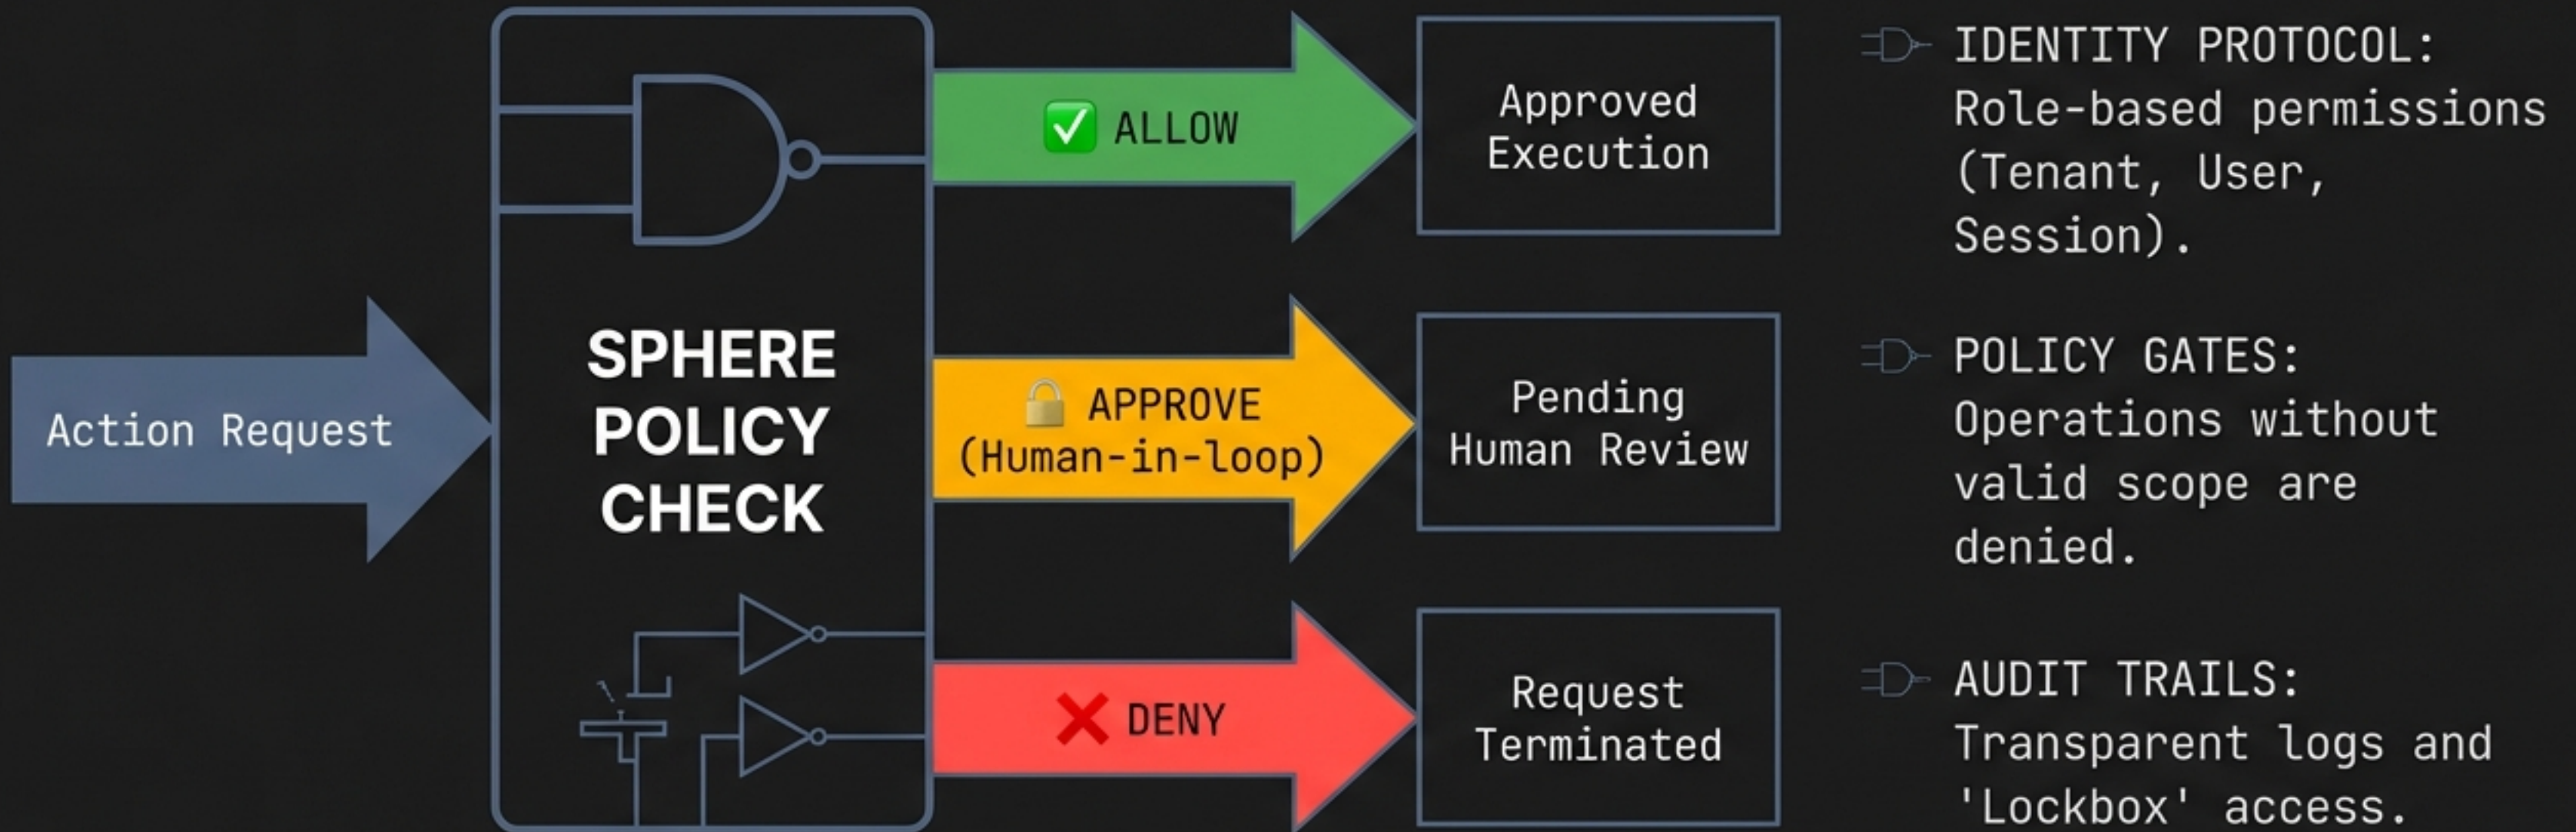 Action Request
SPHERE
POLICY
CHECK
✅ ALLOW
Approved
Execution
🔒 APPROVE
(Human-in-loop)
Pending
Human Review
❌ DENY
Request
Terminated
IDENTITY PROTOCOL:
Role-based permissions
(Tenant, User,
Session).
POLICY GATES:
Operations without
valid scope are
denied.
AUDIT TRAILS:
Transparent logs and
'Lockbox' access.